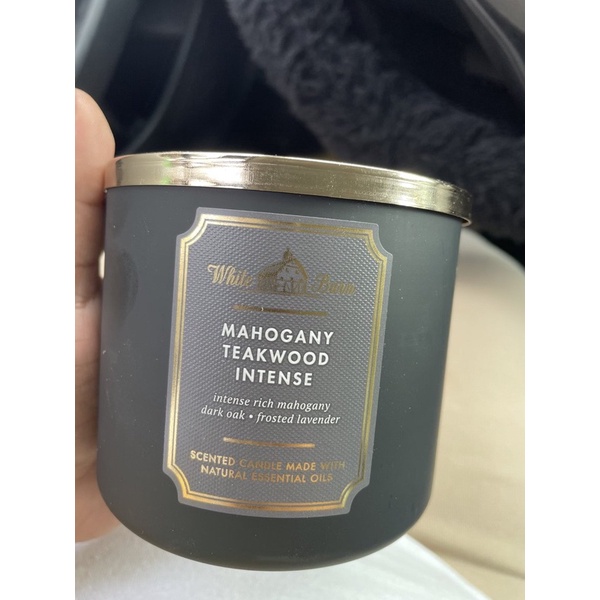 White Barn
MAHOGANY
TEAKWOOD
INTENSE
intense rich mahogany
dark oak • frosted lavender
SCENTED CANDLE MADE WITH
NATURAL ESSENTIAL OILS